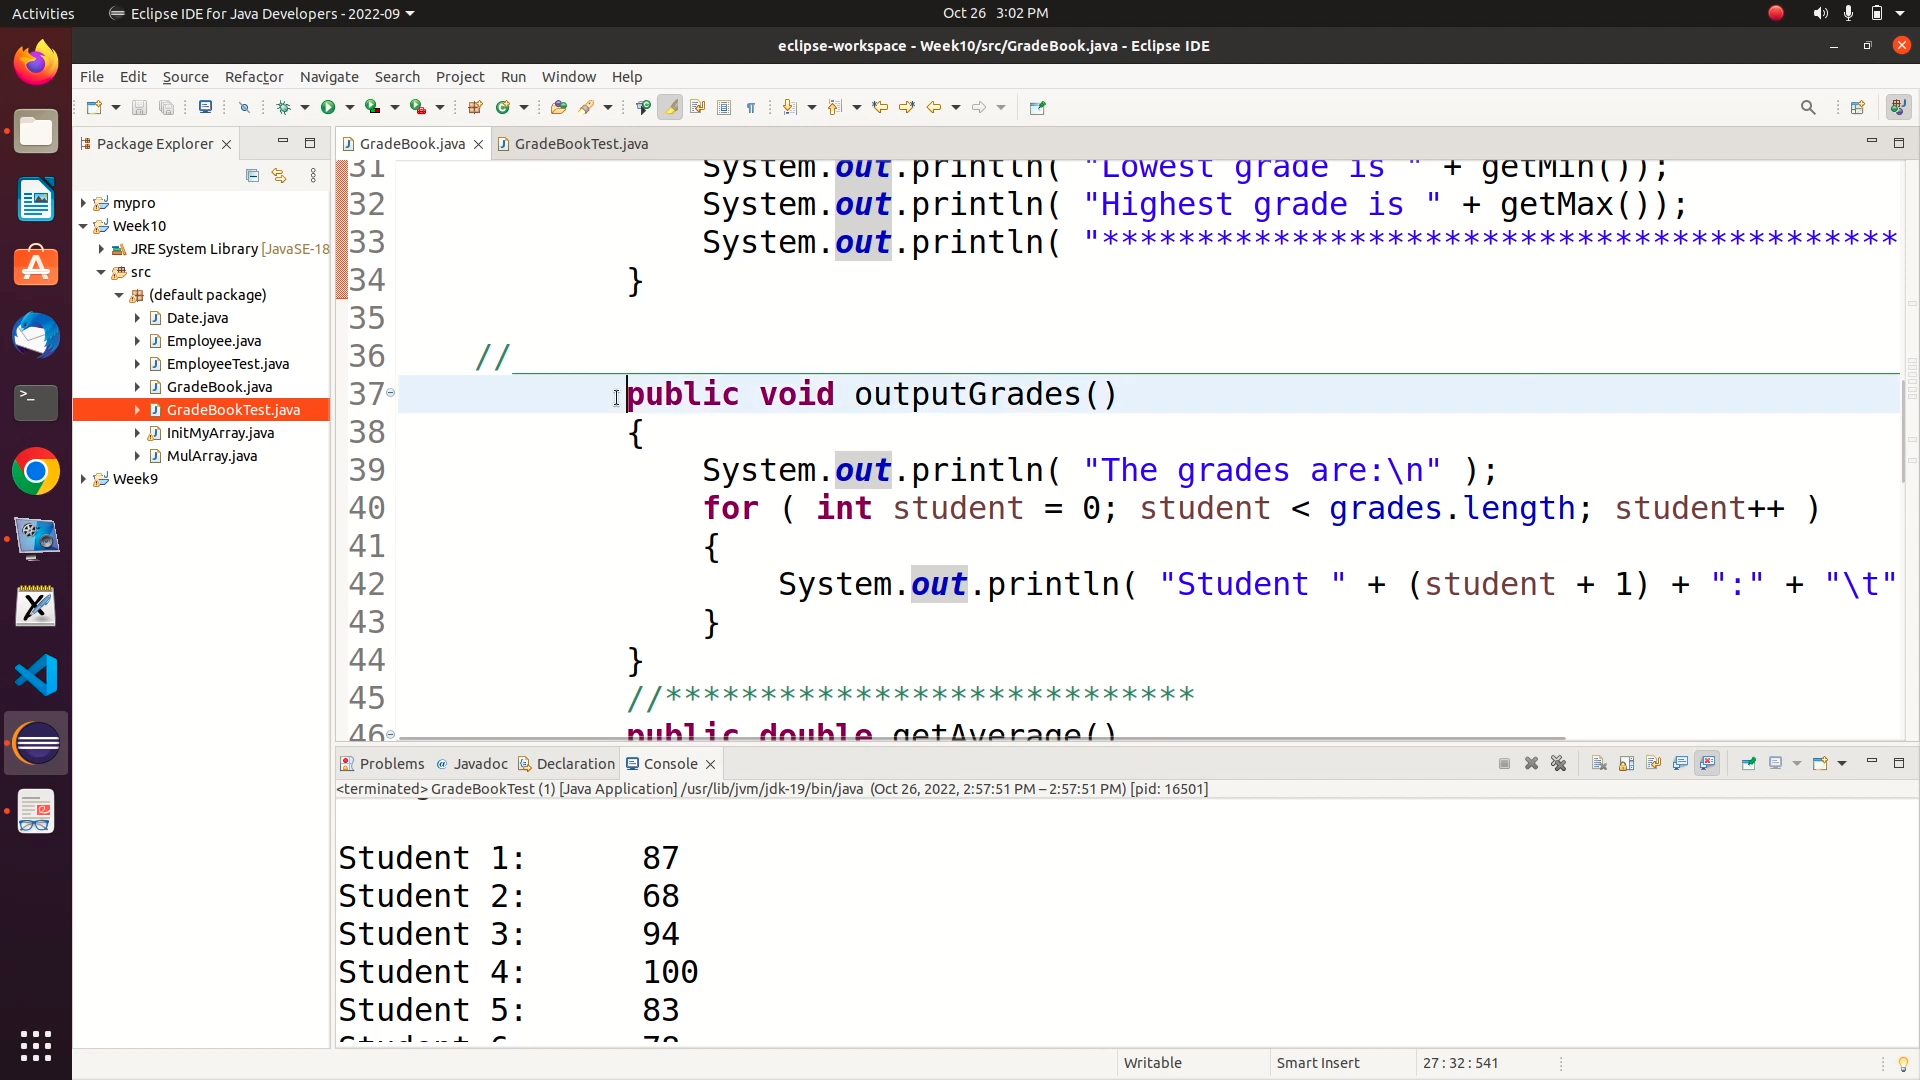 Activities
Eclipse IDE for Java Developers - 2022-09
Oct 26 3:02 PM
eclipse-workspace - Week10/src/GradeBook.java - Eclipse IDE
File Edit Source Refactor Navigate Search Project Run Window Help
Package Explorer
mypro
Week10
JRE System Library [JavaSE-18
src
(default package)
Date.java
Employee.java
EmployeeTest.java
GradeBook.java
GradeBookTest.java
InitMyArray.java
MulArray.java
Week9
GradeBook.java
GradeBookTest.java
31 System.out.println( "Lowest grade is " + getMin());
32 System.out.println( "Highest grade is " + getMax());
33 System.out.println( "******************************************
34 }
35
36 //__________________________________________________________________________
37 public void outputGrades()
38 {
39 System.out.println( "The grades are:\n" );
40 for ( int student = 0; student < grades.length; student++ )
41 {
42 System.out.println( "Student " + (student + 1) + ":" + "\t"
43 }
44 }
45 //****************************
46 public double getAverage()
Problems
Javadoc
Declaration
Console
<terminated> GradeBookTest (1) [Java Application] /usr/lib/jvm/jdk-19/bin/java (Oct 26, 2022, 2:57:51 PM – 2:57:51 PM) [pid: 16501]
Student 1: 87
Student 2: 68
Student 3: 94
Student 4: 100
Student 5: 83
Writable
Smart Insert
27 : 32 : 541